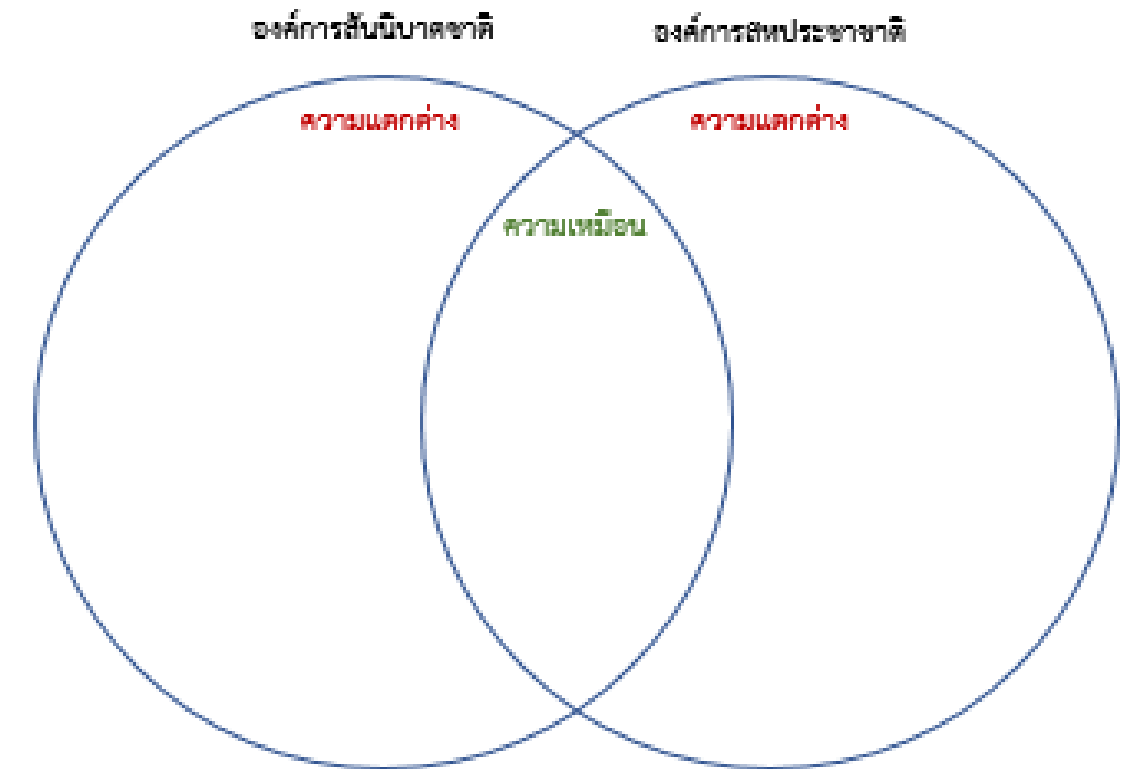 องค์การสันนิบาตชาติ
องค์การสหประชาชาติ
ความแตกต่าง
ความแตกต่าง
ความเหมือน